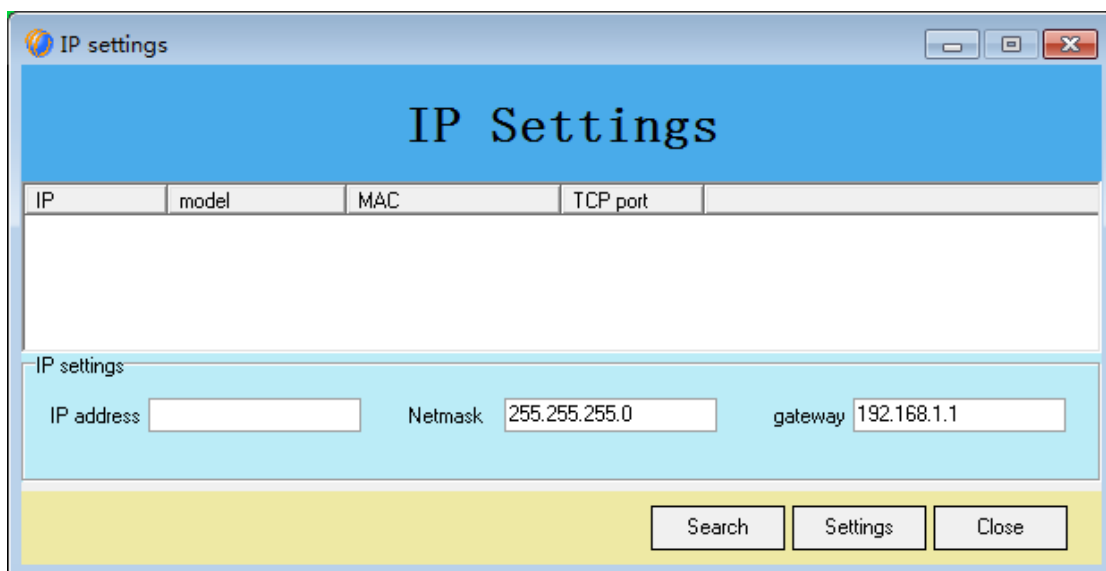 IP settings
IP Settings
IP model MAC TCP port
IP settings
IP address Netmask 255.255.255.0 gateway 192.168.1.1
Search Settings Close